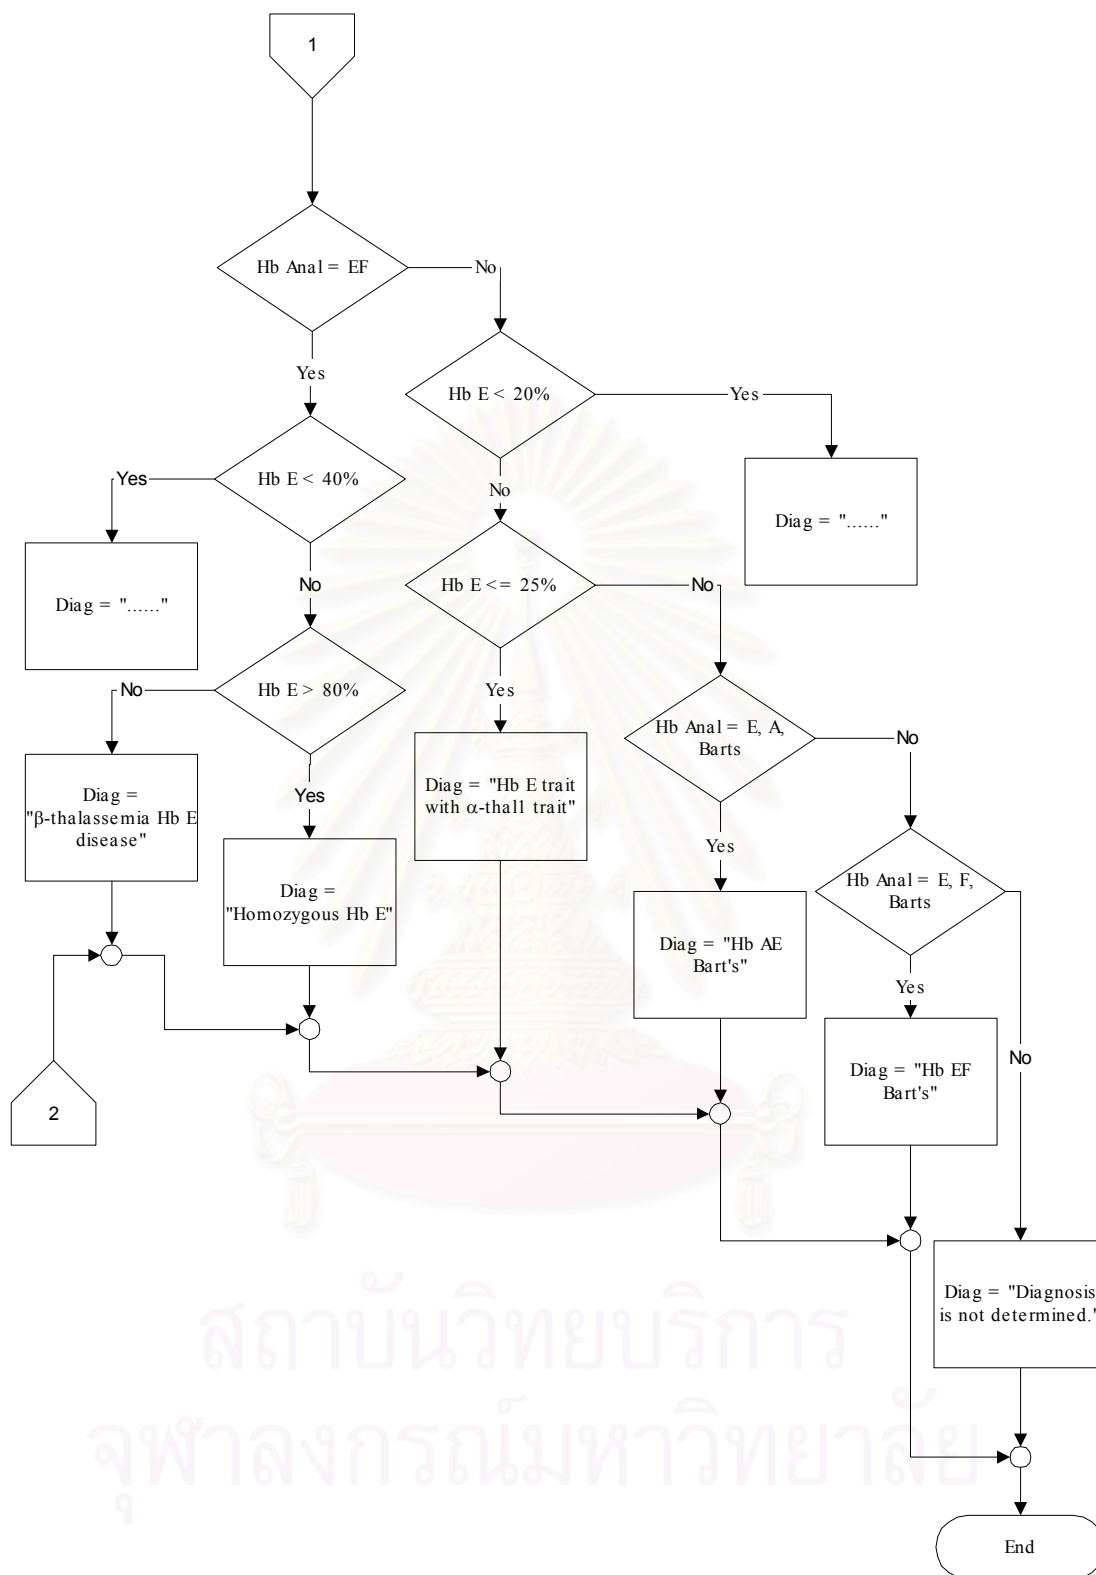 1
Hb Anal = EF
No
Yes
Hb E < 20%
Yes
Hb E < 40%
Yes
No
Diag = "......"
Diag = "......"
Hb E <= 25%
No
No
Hb E > 80%
No
Yes
Hb Anal = E, A,
Barts
No
Diag =
"β-thalassemia Hb E
disease"
Yes
Diag = "Hb E trait
with α-thal1 trait"
Yes
Hb Anal = E, F,
Barts
Diag =
"Homozygous Hb E"
Diag = "Hb AE
Bart's"
Yes
No
2
Diag = "Hb EF
Bart's"
Diag = "Diagnosis
is not determined."
สถาบันวิทยบริการ
จุฬาลงกรณ์มหาวิทยาลัย
End